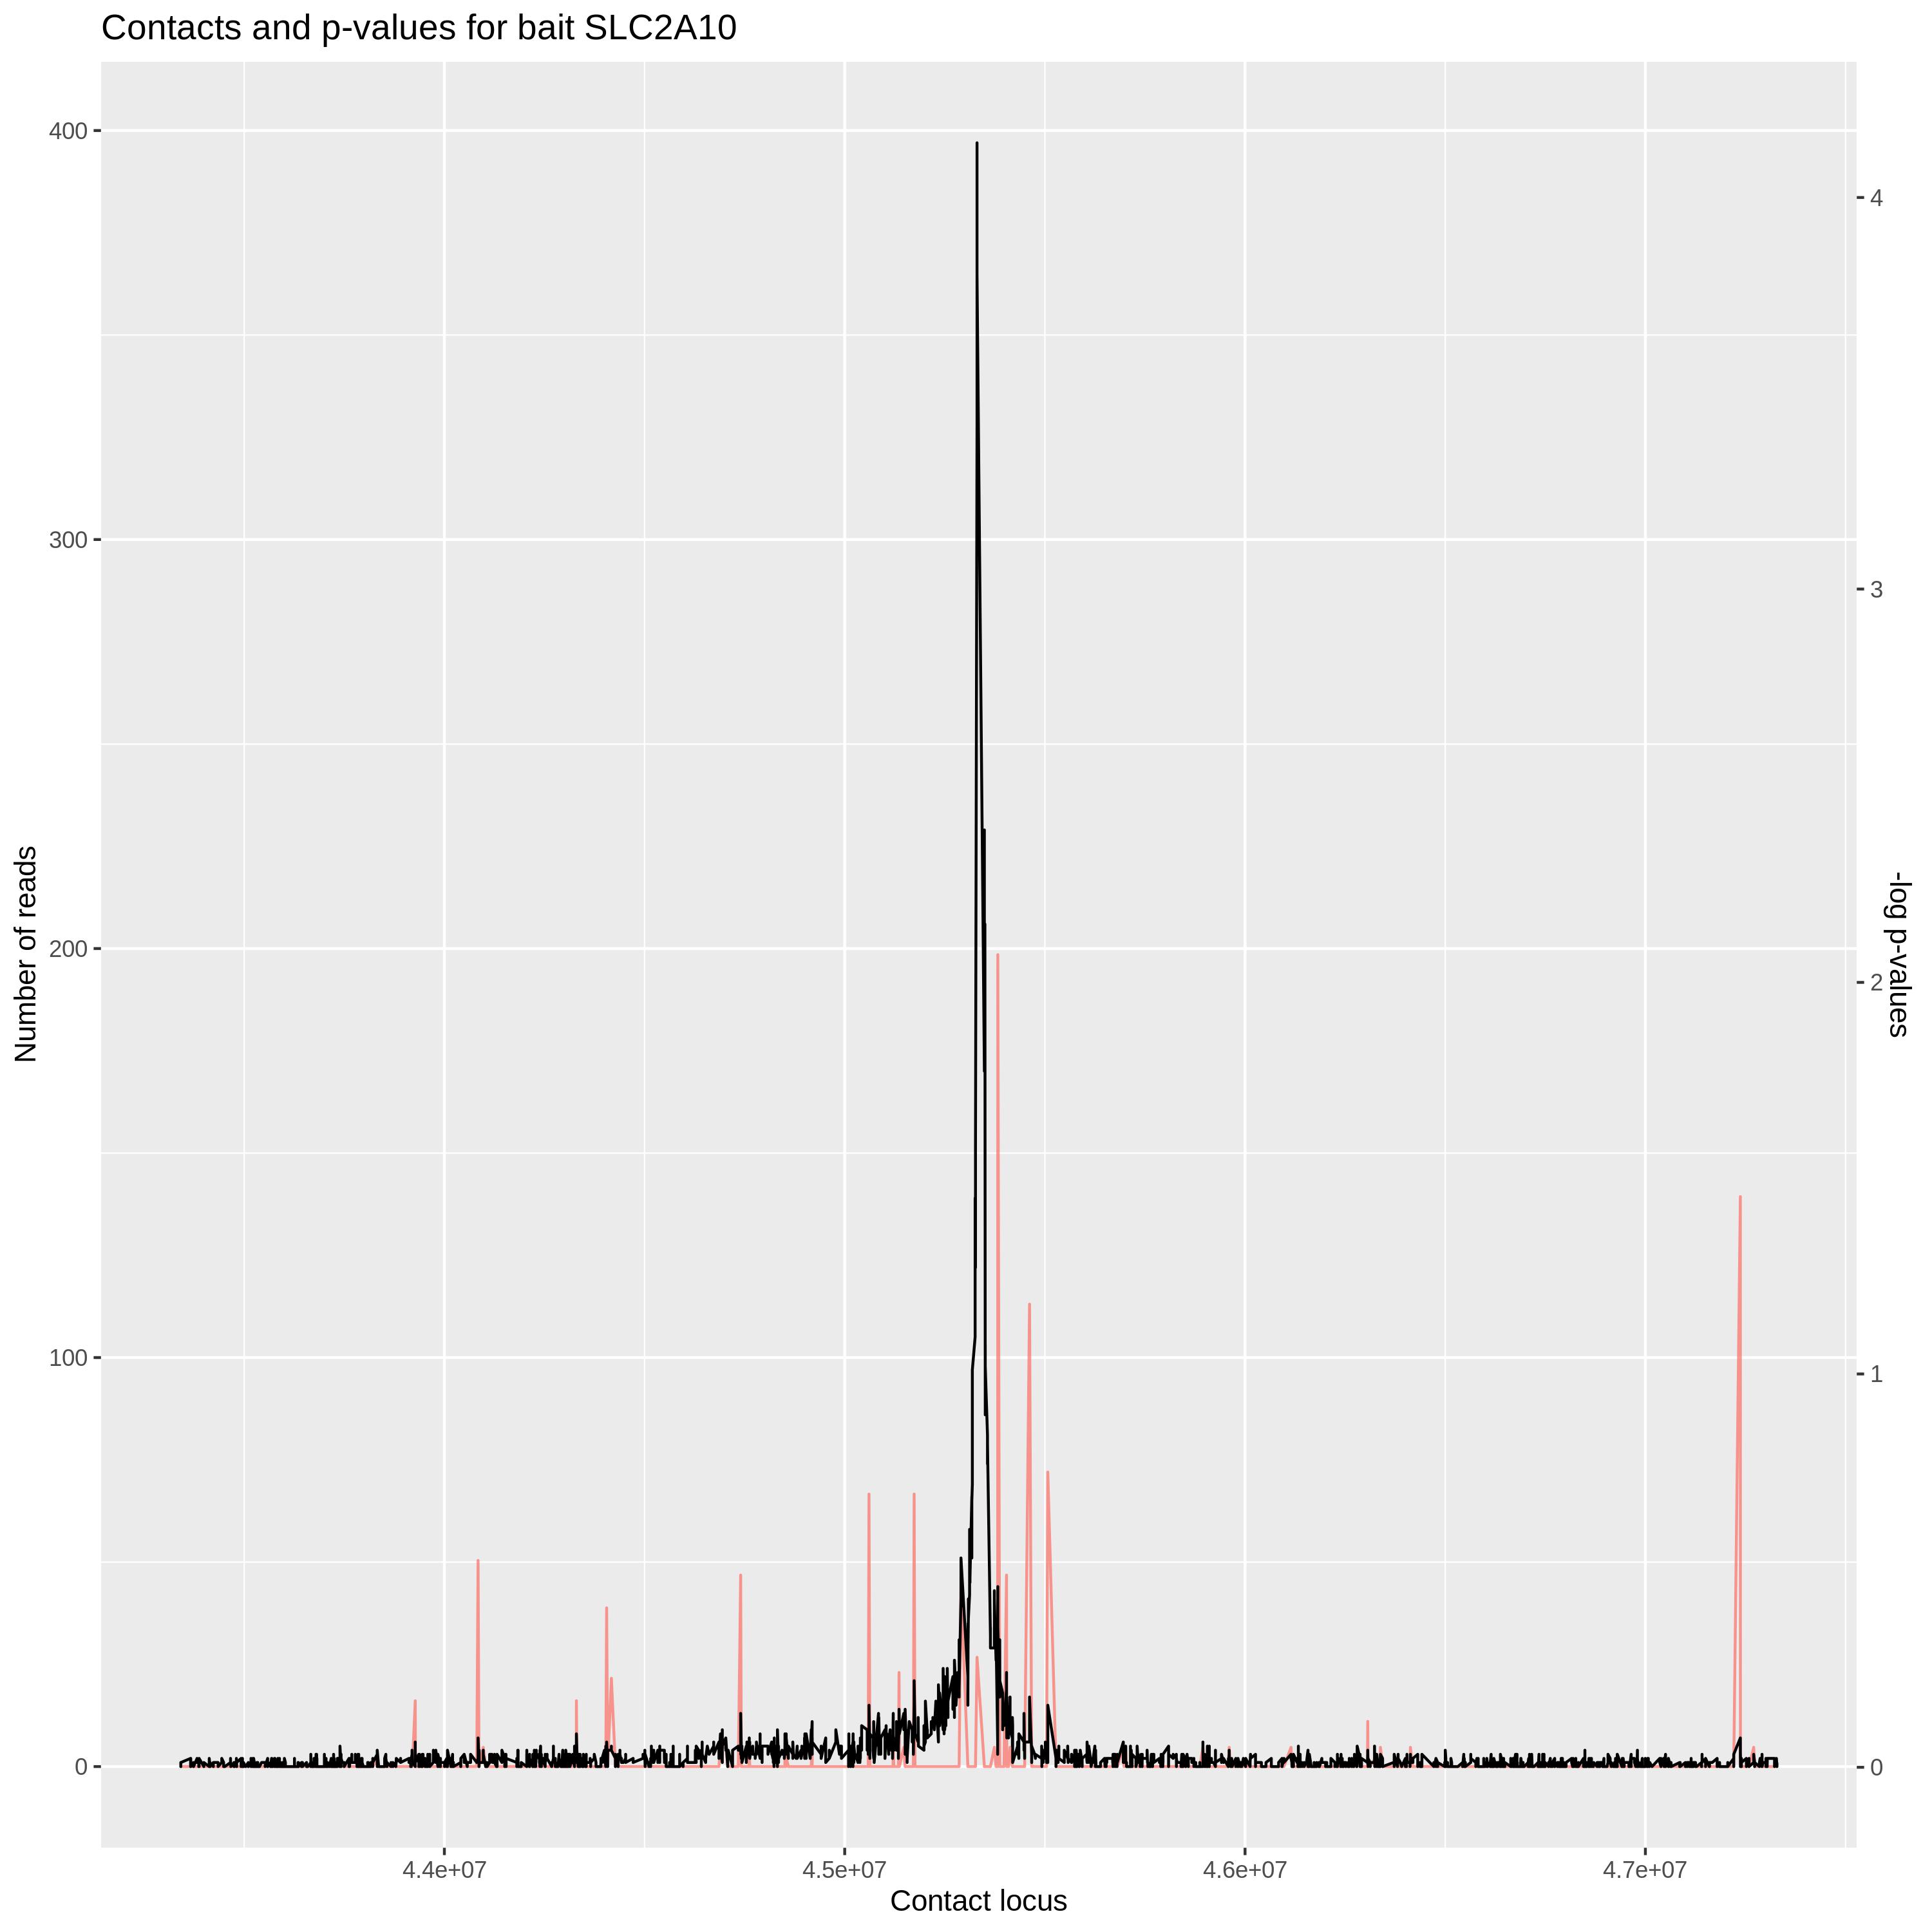 Contacts and p-values for bait SLC2A10
400
300
200
100
0
Number of reads
4
3
2
1
0
-log p-values
4.4e+07
4.5e+07
4.6e+07
4.7e+07
Contact locus